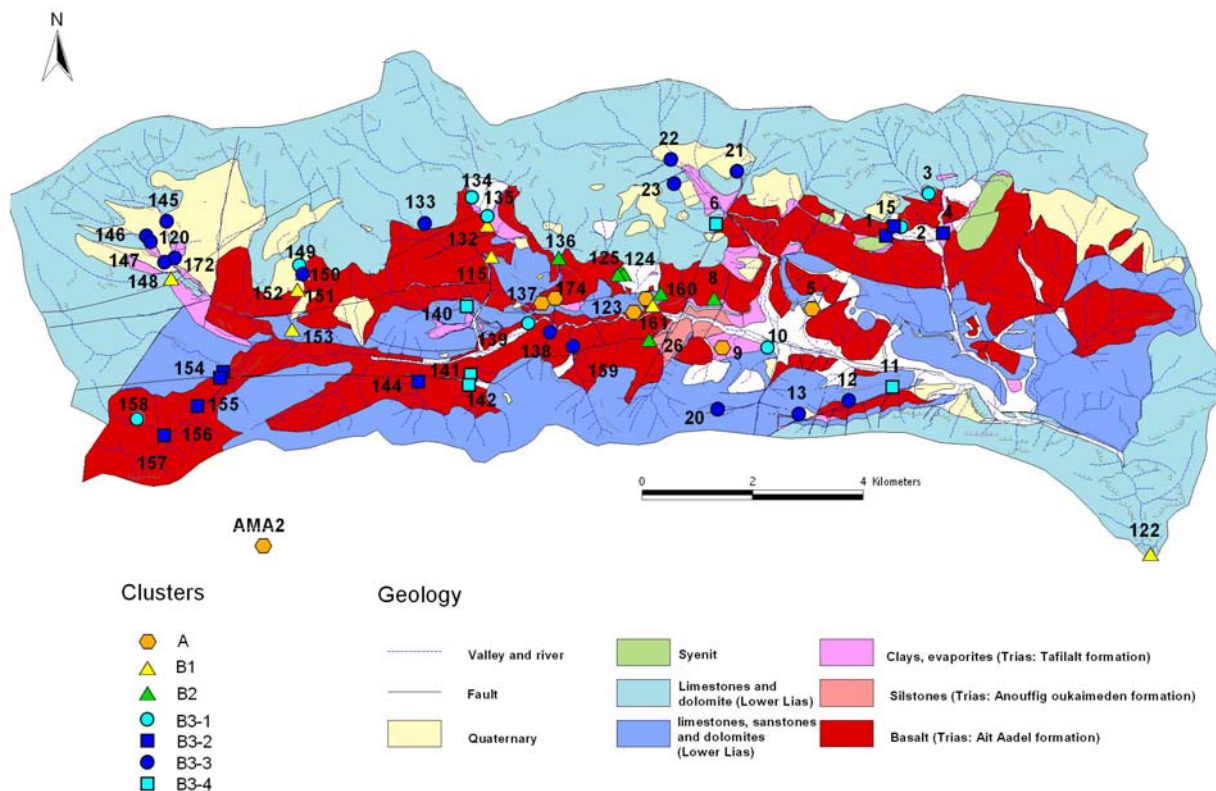 N
22
21
3
134
135
6
15
4
145
133
1
2
146
132
136
125
124
120
149
115
8
147
172
150
137
174
160
5
148
152
151
123
140
161
10
153
139
138
26
9
154
141
159
11
144
142
12
158
155
20
13
156
157
23
0 2 4 Kilometers
AMA2
122
Clusters
A
B1
B2
B3-1
B3-2
B3-3
B3-4
Geology
Valley and river
Fault
Quaternary
Syenit
Limestones and
dolomite (Lower Lias)
limestones, sanstones
and dolomites
(Lower Lias)
Clays, evaporites (Trias: Tafilalt formation)
Silstones (Trias: Anouffig oukaimeden formation)
Basalt (Trias: Ait Aadel formation)